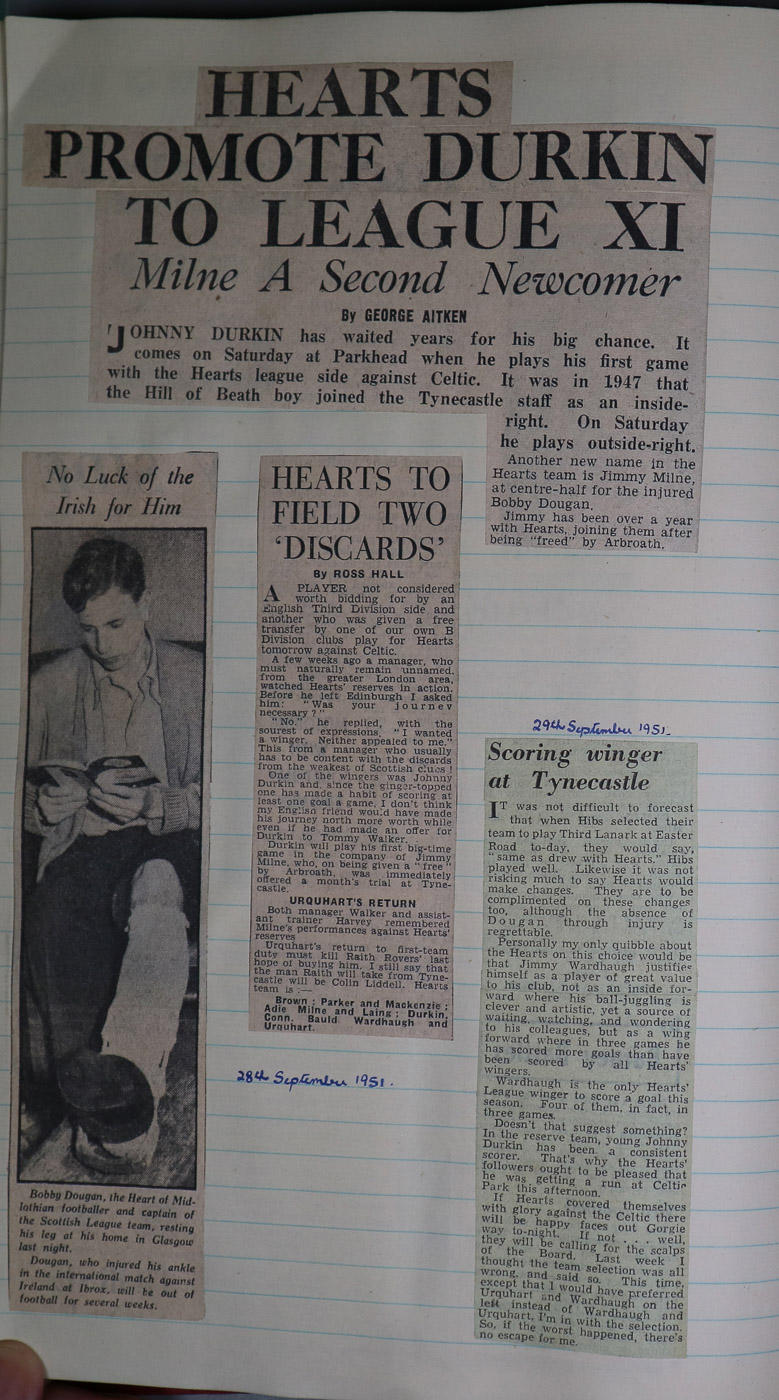 HEARTS
PROMOTE DURKIN
TO LEAGUE XI
Milne A Second Newcomer
By GEORGE AITKEN
'JOHNNY DURKIN has waited years for his big chance. It
comes on Saturday at Parkhead when he plays his first game
with the Hearts league side against Celtic. It was in 1947 that
the Hill of Beath boy joined the Tynecastle staff as an inside-
right. On Saturday
he plays outside-right.
Another new name in the
Hearts team is Jimmy Milne,
at centre-half for the injured
Bobby Dougan.
Jimmy has been over a year
with Hearts, joining them after
being "freed" by Arbroath.
No Luck of the
Irish for Him
Bobby Dougan, the Heart of Mid-
lothian footballer and captain of
the Scottish League team, resting
his leg at his home in Glasgow
last night.
Dougan, who injured his ankle
in the international match against
Ireland at Ibrox, will be out of
football for several weeks.
HEARTS TO
FIELD TWO
'DISCARDS'
By ROSS HALL
A PLAYER not considered
worth bidding for by an
English Third Division side and
another who was given a free
transfer by one of our own B
Division clubs play for Hearts
tomorrow against Celtic.
A few weeks ago a manager, who
must naturally remain unnamed,
from the greater London area,
watched Hearts' reserves in action.
Before he left Edinburgh I asked
him: "Was your journey
necessary?"
"No," he replied, with the
sourest of expressions. "I wanted
a winger. Neither appealed to me."
This from a manager who usually
has to be content with the discards
from the weakest of Scottish clubs!
One of the wingers was Johnny
Durkin and, since the ginger-topped
one has made a habit of scoring at
least one goal a game, I don't think
my English friend would have made
his journey north more worth while
even if he had made an offer for
Durkin to Tommy Walker.
Durkin will play his first big-time
game in the company of Jimmy
Milne, who, on being given a "free"
by Arbroath, was immediately
offered a month's trial at Tyne-
castle.
URQUHART'S RETURN
Both manager Walker and assist-
ant trainer Harvey remembered
Milne's performances against Hearts'
reserves
Urquhart's return to first-team
duty must kill Raith Rovers' last
hope of buying him. I still say that
the man Raith will take from Tyne-
castle will be Colin Liddell. Hearts
team is :—
Brown; Parker and Mackenzie;
Adie Milne and Laing; Durkin,
Conn, Bauld Wardhaugh and
Urquhart.
28th September 1951.
29th September 1951.
Scoring winger
at Tynecastle
IT was not difficult to forecast
that when Hibs selected their
team to play Third Lanark at Easter
Road to-day, they would say,
"same as drew with Hearts." Hibs
played well. Likewise it was not
risking much to say Hearts would
make changes. They are to be
complimented on these changes
too, although the absence of
Dougan through injury is
regrettable.
Personally my only quibble about
the Hearts on this choice would be
that Jimmy Wardhaugh justifies
himself as a player of great value
to his club, not as an inside for-
ward where his ball-juggling is
clever and artistic, yet a source of
waiting, watching, and wondering
to his colleagues, but as a wing
forward where in three games he
has scored more goals than have
been scored by all Hearts'
wingers.
Wardhaugh is the only Hearts'
League winger to score a goal this
season. Four of them, in fact, in
three games.
Doesn't that suggest something?
In the reserve team, young Johnny
Durkin has been a consistent
scorer. That's why the Hearts'
followers ought to be pleased that
he was getting a run at Celtic
Park this afternoon.
If Hearts covered themselves
with glory against the Celtic there
will be happy faces out Gorgie
way to-night. If not . . . well,
they will be calling for the scalps
of the Board. Last week I
thought the team selection was all
wrong, and said so. This time,
except that I would have preferred
Urquhart and Wardhaugh on the
left instead of Wardhaugh and
Urquhart, I'm in with the selection.
So, if the worst happened, there's
no escape for me.